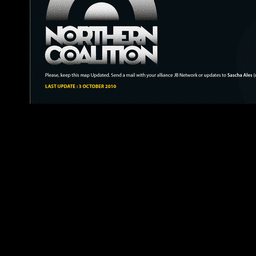 NORTHERN
COALITION
Please, keep this map Updated. Send a mail with your alliance JB Network or updates to Sascha Ales
LAST UPDATE : 3 OCTOBER 2010